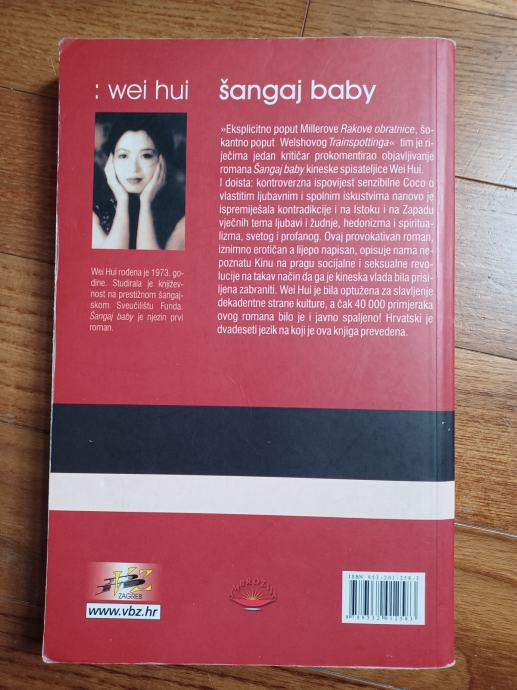 : wei hui
šangaj baby
»Eksplicitno poput Millerove Rakove obratnice, šo-
kantno poput Welshovog Trainspottinga« tim je ri-
ječima jedan kritičar prokomentirao objavljivanje
romana Šangaj baby kineske spisateljice Wei Hui.
I doista: kontroverzna ispovijest senzibilne Coco o
vlastitim ljubavnim i spolnim iskustvima nanovo je
ispremiješala kontradikcije i na Istoku i na Zapadu
vječnih tema ljubavi i žudnje, hedonizma i spiritu-
alizma, svetog i profanog. Ovaj provokativan roman,
iznimno erotičan a lijepo napisan, opisuje nama ne-
poznatu Kinu na pragu socijalne i seksualne revo-
lucije na takav način da ga je kineska vlada bila prisi-
ljena zabraniti. Wei Hui je bila optužena za slavljenje
dekadentne strane kulture, a čak 40 000 primjeraka
ovog romana bilo je i javno spaljeno! Hrvatski je
dvadeseti jezik na koji je ova knjiga prevedena.
Wei Hui rođena je 1973. go-
dine. Studirala je književ-
nost na prestižnom šangaj-
skom Sveučilištu Funda.
Šangaj baby je njezin prvi
roman.
VBZ
ZAGREB
www.vbz.hr
AMBROZIJA